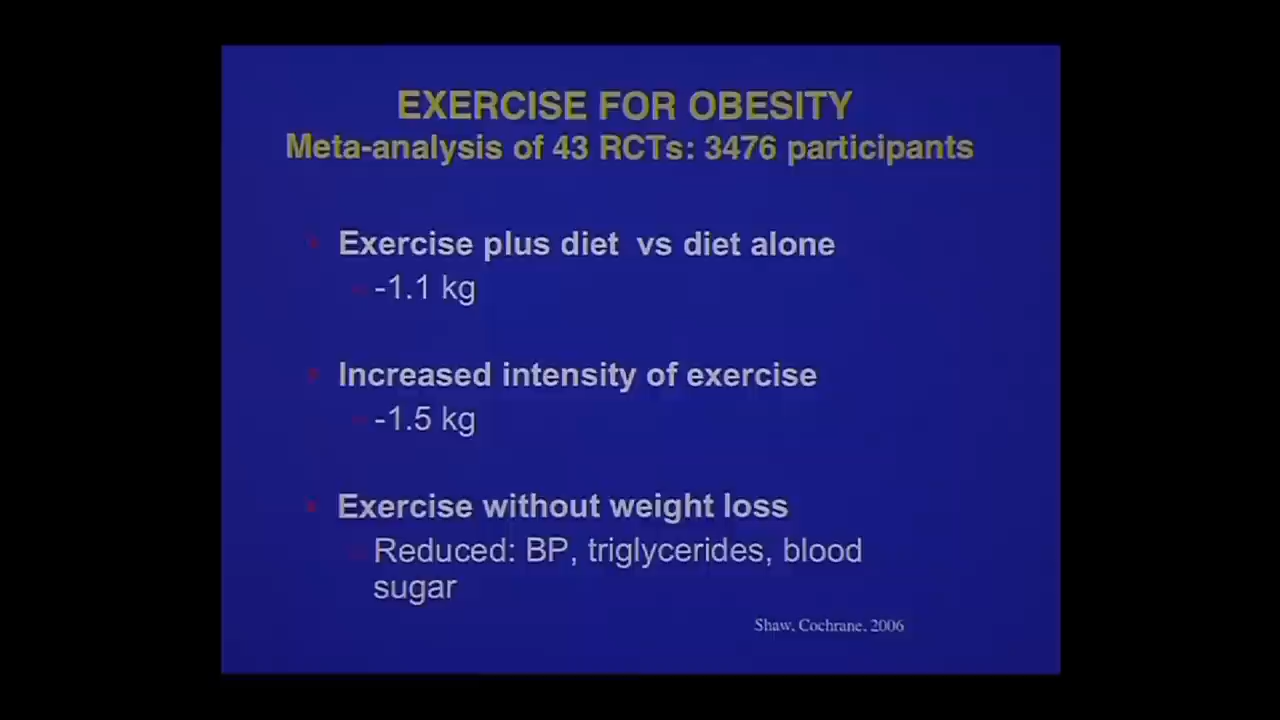 EXERCISE FOR OBESITY
Meta-analysis of 43 RCTs: 3476 participants
Exercise plus diet vs diet alone
-1.1 kg
Increased intensity of exercise
-1.5 kg
Exercise without weight loss
Reduced: BP, triglycerides, blood
sugar
Shaw, Cochrane, 2006